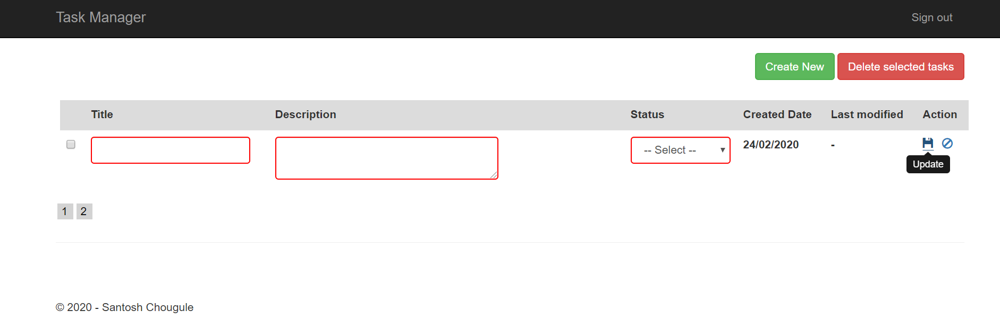 Task Manager Sign out
Create New Delete selected tasks
Title Description Status Created Date Last modified Action
-- Select -- 24/02/2020 -
Update
1 2
© 2020 - Santosh Chougule